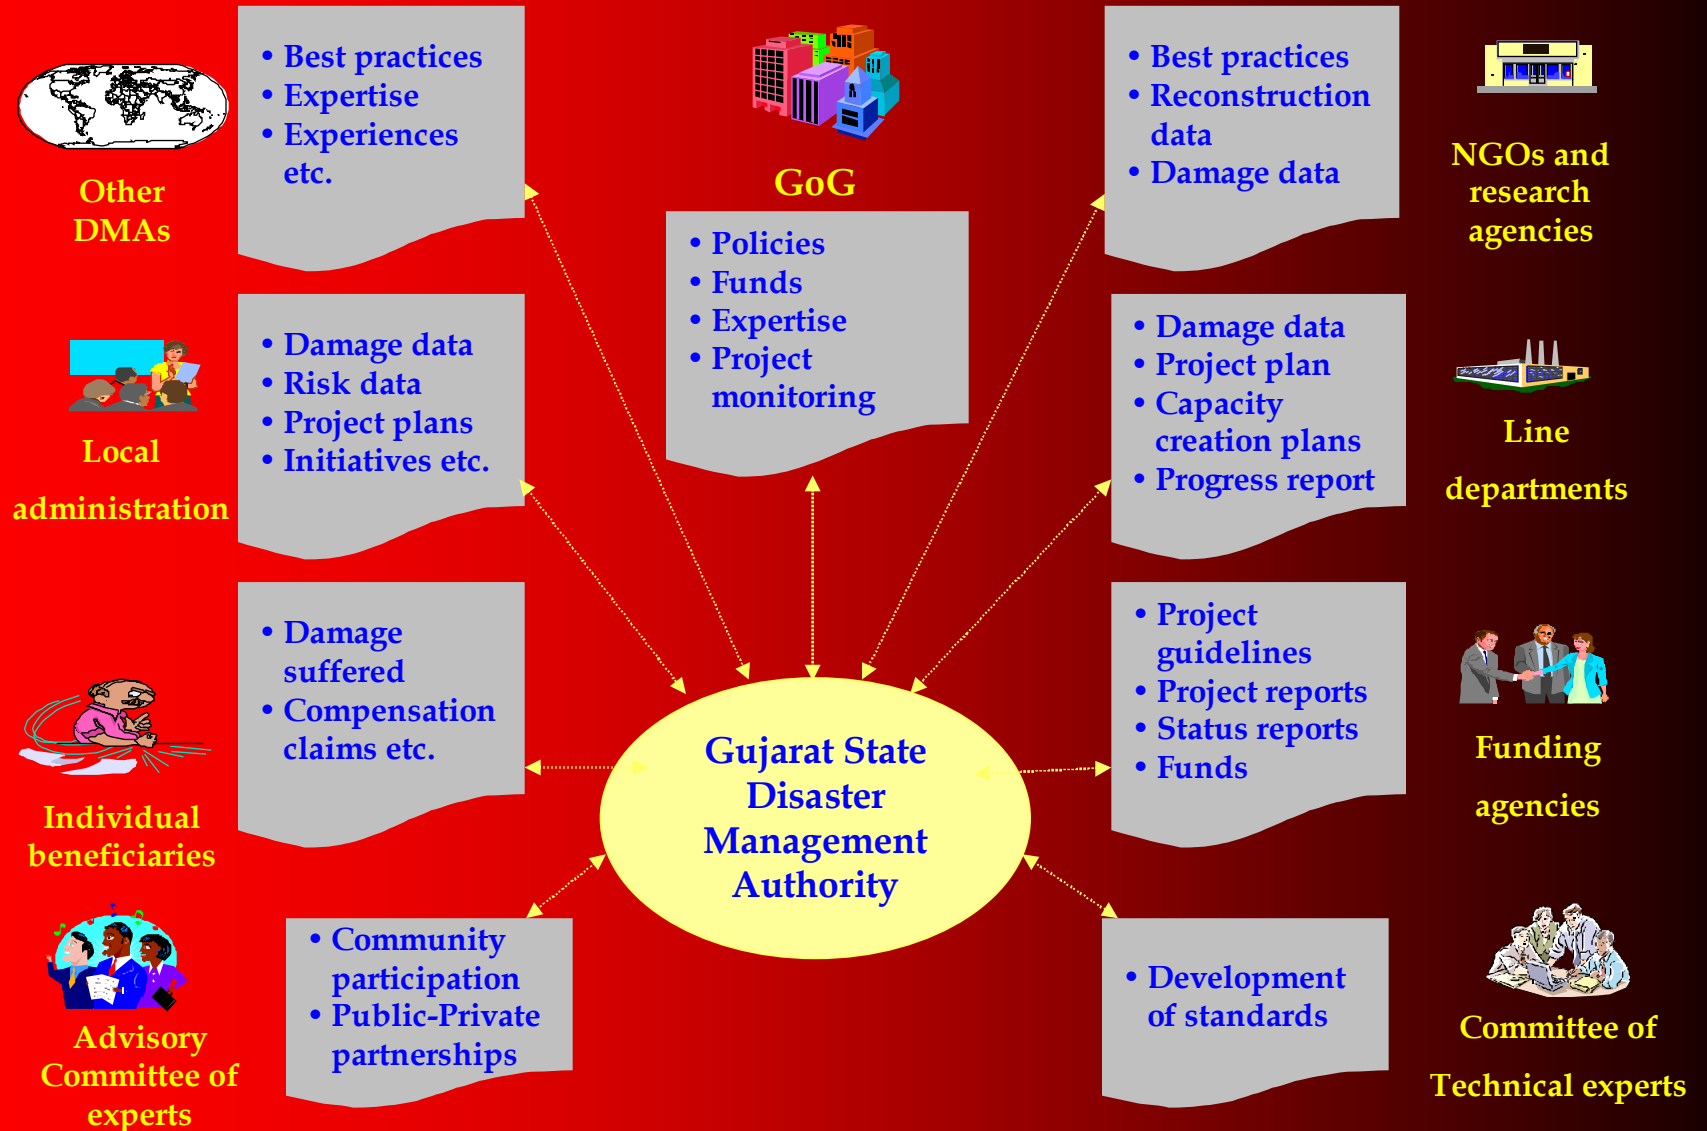 • Best practices
• Expertise
• Experiences
etc.
Other
DMAs
GoG
• Policies
• Funds
• Expertise
• Project
monitoring
• Best practices
• Reconstruction
data
• Damage data
NGOs and
research
agencies
• Damage data
• Risk data
• Project plans
• Initiatives etc.
Local
administration
• Damage data
• Project plan
• Capacity
creation plans
• Progress report
Line
departments
• Damage
suffered
• Compensation
claims etc.
Individual
beneficiaries
Gujarat State
Disaster
Management
Authority
• Project
guidelines
• Project reports
• Status reports
• Funds
Funding
agencies
• Community
participation
• Public-Private
partnerships
Advisory
Committee of
experts
• Development
of standards
Committee of
Technical experts